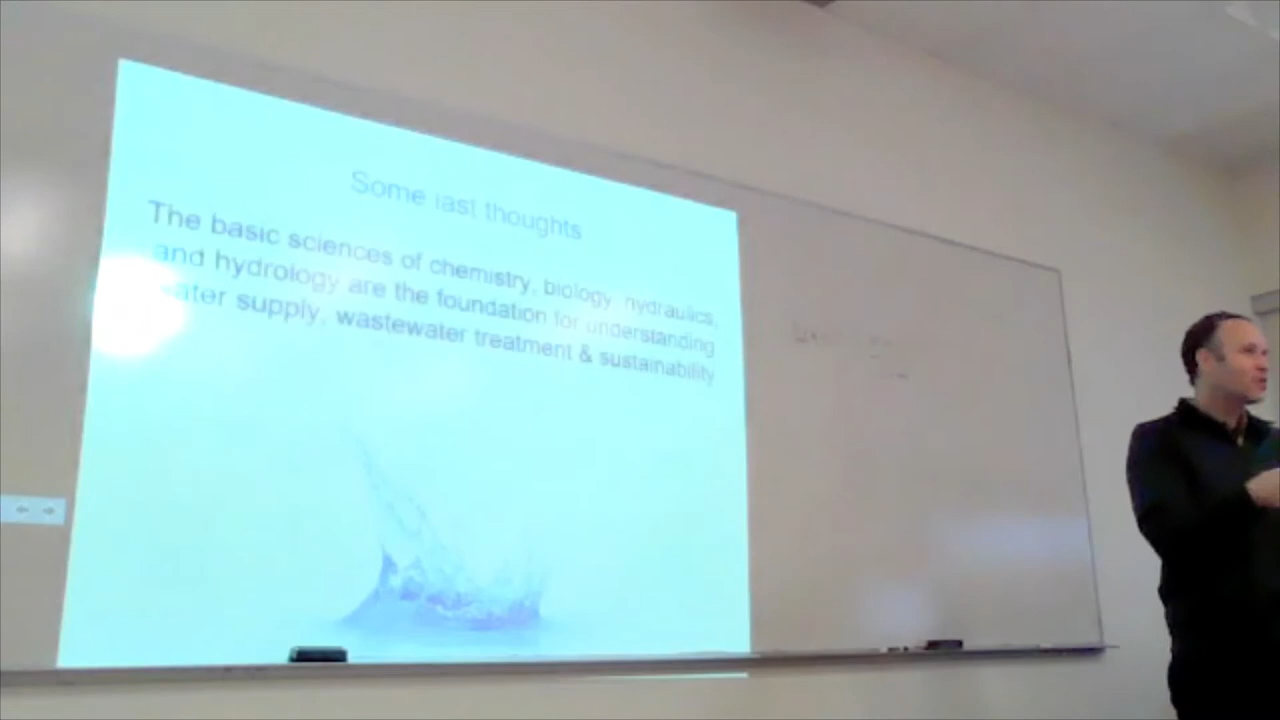 Some last thoughts
The basic sciences of chemistry, biology, hydraulics,
and hydrology are the foundation for understanding
water supply, wastewater treatment & sustainability